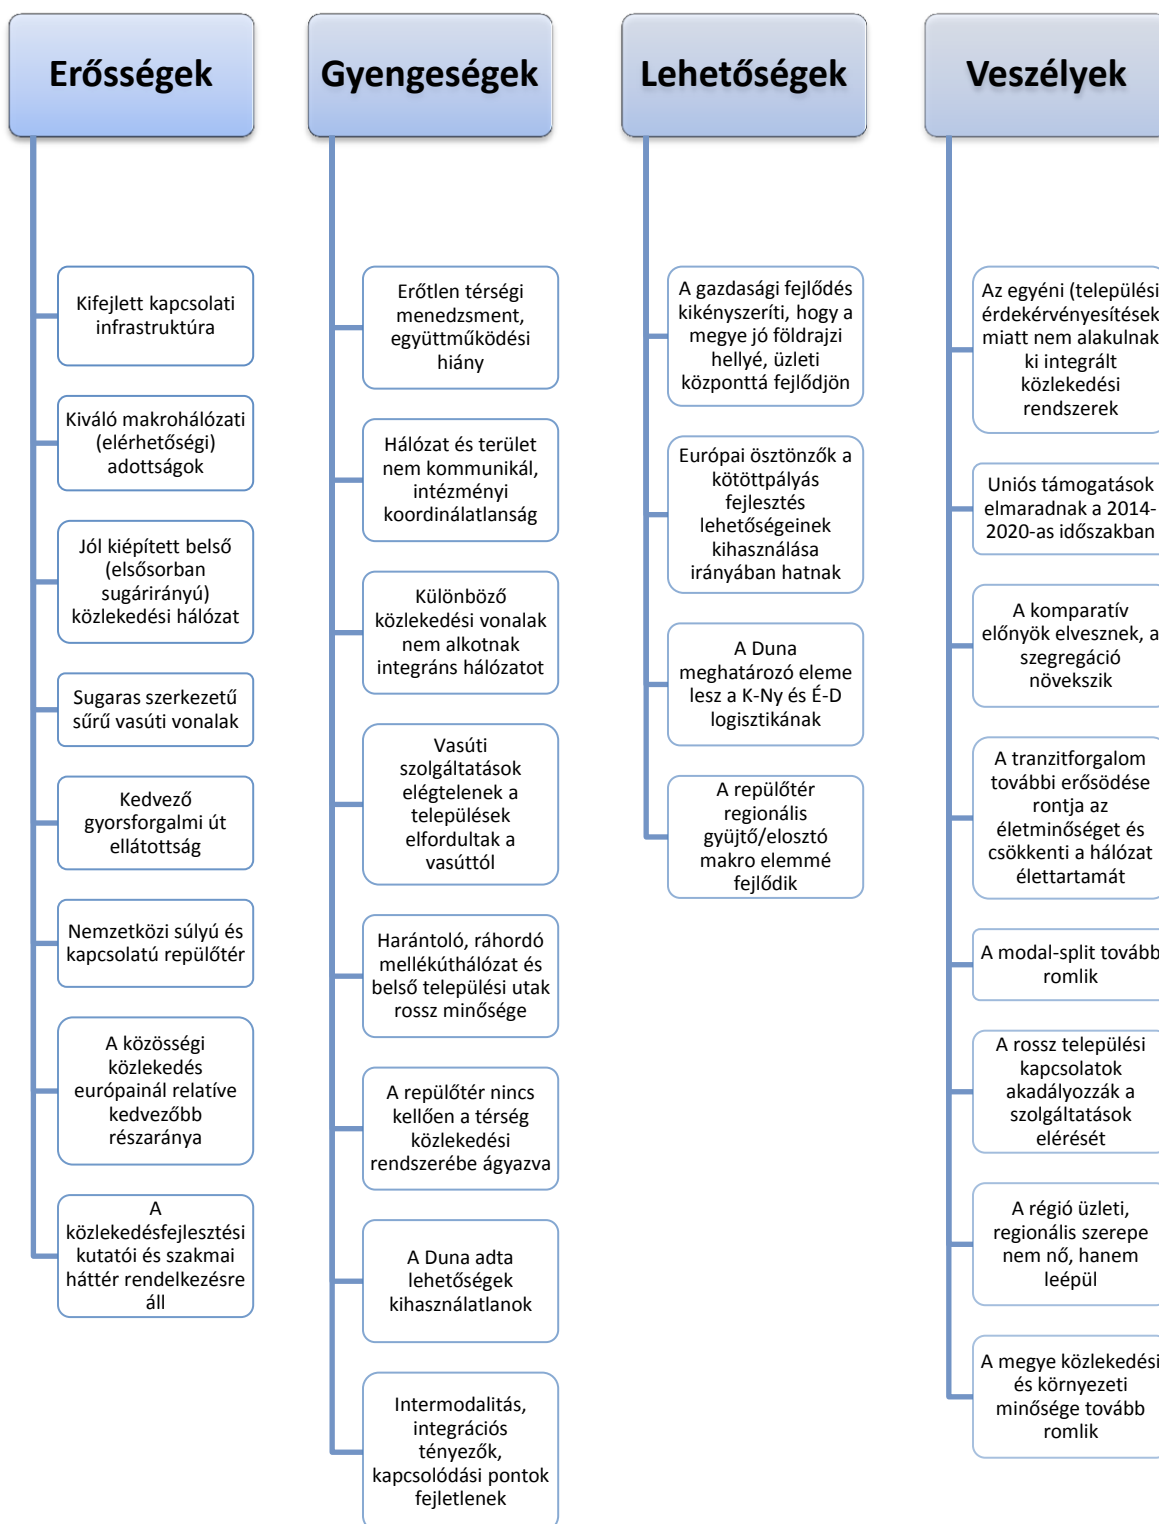 Erősségek
Kifejlett kapcsolati
infrastruktúra
Kiváló makrohálózati
(elérhetőségi)
adottságok
Jól kiépített belső
(elsősorban
sugárirányú)
közlekedési hálózat
Sugaras szerkezetű
sűrű vasúti vonalak
Kedvező
gyorsforgalmi út
ellátottság
Nemzetközi súlyú és
kapcsolatú repülőtér
A közösségi
közlekedés
európainál relatíve
kedvezőbb
részaránya
A
közlekedésfejlesztési
kutatói és szakmai
háttér rendelkezésre
áll
Gyengeségek
Erőtlen térségi
menedzsment,
együttműködési
hiány
Hálózat és terület
nem kommunikál,
intézményi
koordinálatlanság
Különböző
közlekedési vonalak
nem alkotnak
integráns hálózatot
Vasúti
szolgáltatások
elégtelenek a
települések
elfordultak a
vasúttól
Harántoló, ráhordó
mellékúthálózat és
belső települési utak
rossz minősége
A repülőtér nincs
kellően a térség
közlekedési
rendszerébe ágyazva
A Duna adta
lehetőségek
kihasználatlanok
Intermodalitás,
integrációs
tényezők,
kapcsolódási pontok
fejletlenek
Lehetőségek
A gazdasági fejlődés
kikényszeríti, hogy a
megye jó földrajzi
hellyé, üzleti
központtá fejlődjön
Európai ösztönzők a
kötöttpályás
fejlesztés
lehetőségeinek
kihasználása
irányában hatnak
A Duna
meghatározó eleme
lesz a K-Ny és É-D
logisztikának
A repülőtér
regionális
gyüjtő/elosztó
makro elemmé
fejlődik
Veszélyek
Az egyéni (települési
érdekérvényesítések
miatt nem alakulnak
ki integrált
közlekedési
rendszerek
Uniós támogatások
elmaradnak a 2014-
2020-as időszakban
A komparatív
előnyök elvesznek, a
szegregáció
növekszik
A tranzitforgalom
további erősödése
rontja az
életminőséget és
csökkenti a hálózat
élettartamát
A modal-split tovább
romlik
A rossz települési
kapcsolatok
akadályozzák a
szolgáltatások
elérését
A régió üzleti,
regionális szerepe
nem nő, hanem
leépül
A megye közlekedési
és környezeti
minősége tovább
romlik